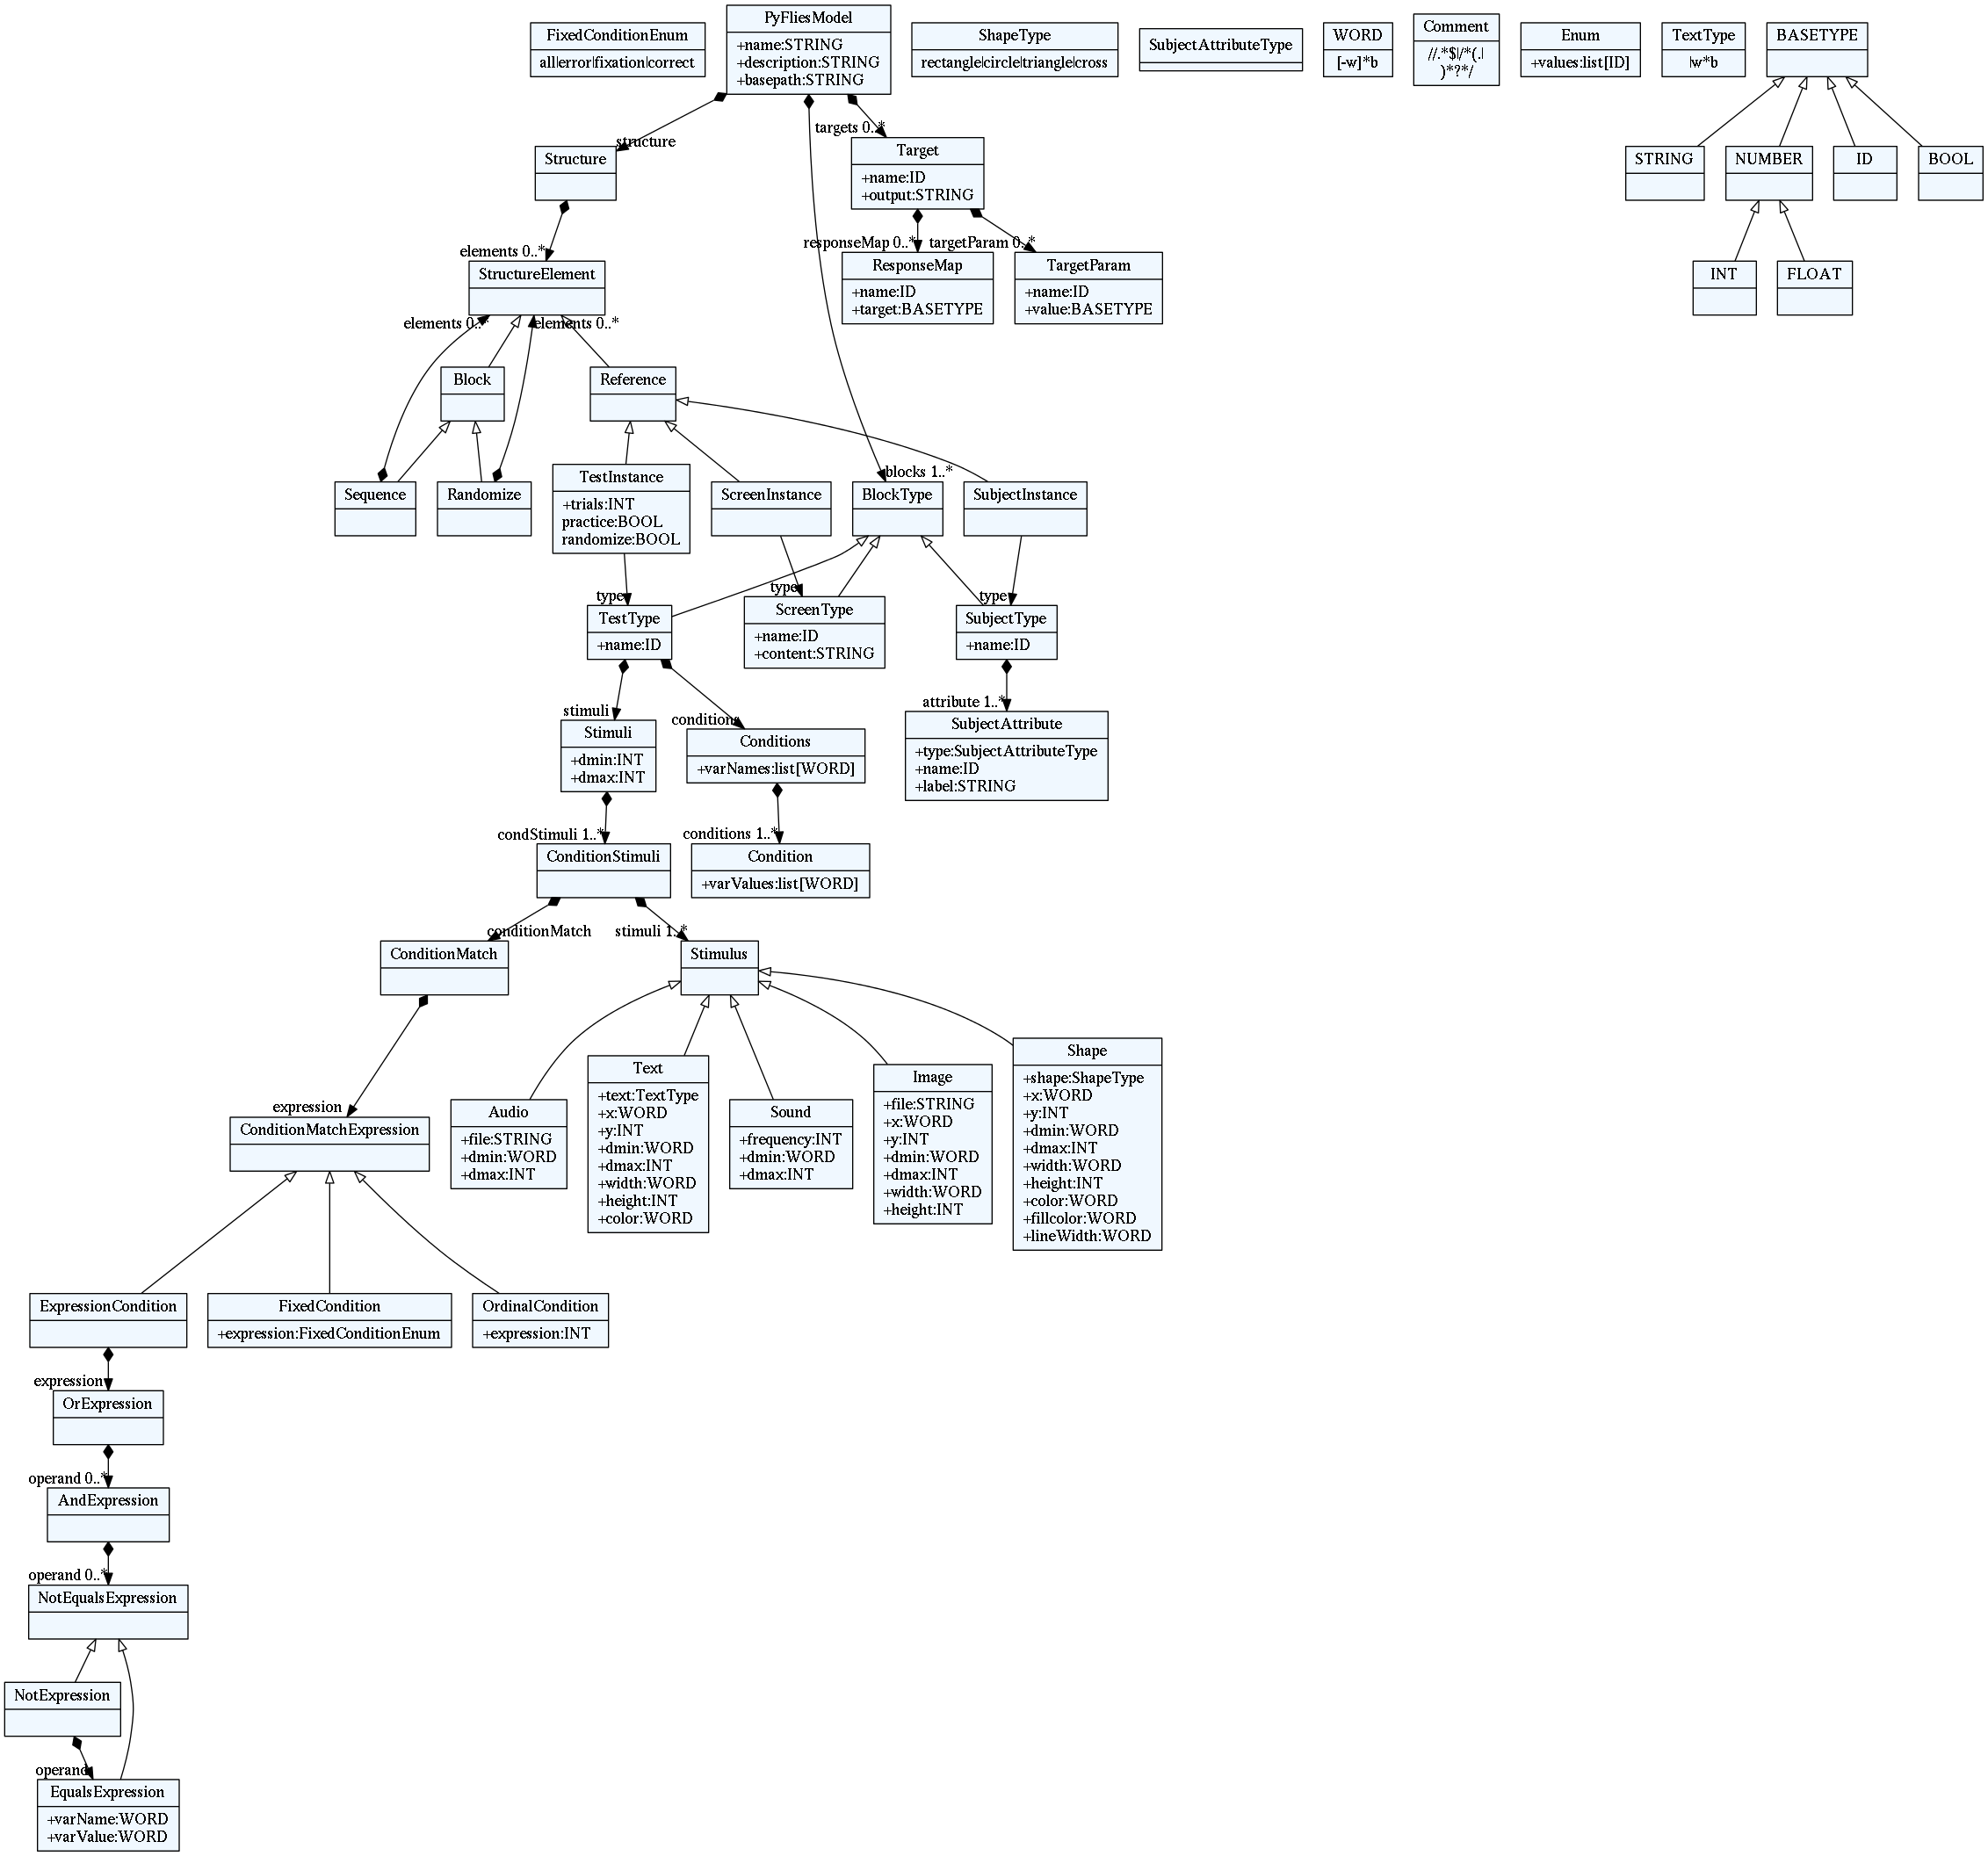 PyFliesModel
+name:STRING
+description:STRING
+basepath:STRING
FixedConditionEnum
all|error|fixation|correct
ShapeType
rectangle|circle|triangle|cross
SubjectAttributeType
WORD
[-w]*b
Comment
//.*$|/*(.|
)*?*/
Enum
+values:list[ID]
TextType
|w*b
BASETYPE
structure
targets 0..*
Structure
Target
+name:ID
+output:STRING
STRING
NUMBER
ID
BOOL
elements 0..*
responseMap 0..*
targetParam 0..*
StructureElement
ResponseMap
+name:ID
+target:BASETYPE
TargetParam
+name:ID
+value:BASETYPE
INT
FLOAT
elements 0..*
elements 0..*
Block
Reference
blocks 1..*
Sequence
Randomize
TestInstance
+trials:INT
practice:BOOL
randomize:BOOL
ScreenInstance
BlockType
SubjectInstance
type
type
type
TestType
+name:ID
ScreenType
+name:ID
+content:STRING
SubjectType
+name:ID
stimuli
conditions
attribute 1..*
Stimuli
+dmin:INT
+dmax:INT
Conditions
+varNames:list[WORD]
SubjectAttribute
+type:SubjectAttributeType
+name:ID
+label:STRING
condStimuli 1..*
conditions 1..*
ConditionStimuli
Condition
+varValues:list[WORD]
conditionMatch
stimuli 1..*
ConditionMatch
Stimulus
expression
ConditionMatchExpression
Audio
+file:STRING
+dmin:WORD
+dmax:INT
Text
+text:TextType
+x:WORD
+y:INT
+dmin:WORD
+dmax:INT
+width:WORD
+height:INT
+color:WORD
Sound
+frequency:INT
+dmin:WORD
+dmax:INT
Image
+file:STRING
+x:WORD
+y:INT
+dmin:WORD
+dmax:INT
+width:WORD
+height:INT
Shape
+shape:ShapeType
+x:WORD
+y:INT
+dmin:WORD
+dmax:INT
+width:WORD
+height:INT
+color:WORD
+fillcolor:WORD
+lineWidth:WORD
ExpressionCondition
FixedCondition
+expression:FixedConditionEnum
OrdinalCondition
+expression:INT
expression
OrExpression
operand 0..*
AndExpression
operand 0..*
NotEqualsExpression
NotExpression
operand
EqualsExpression
+varName:WORD
+varValue:WORD